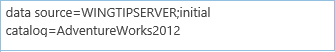 data source=WINGTIPSERVER;initial
catalog=AdventureWorks2012